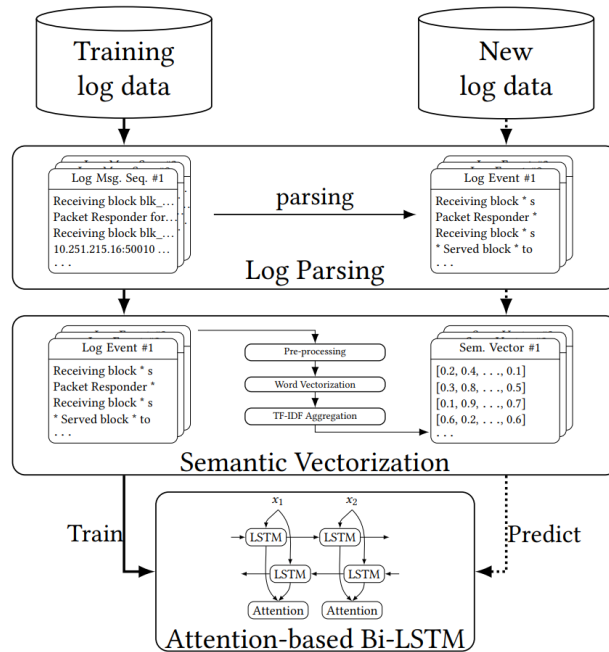 Training
log data
New
log data
Log Msg. Seq. #1
Receiving block blk_...
Packet Responder for...
Receiving block blk_...
10.251.215.16:50010 ...
...
parsing
Log Event #1
Receiving block * s
Packet Responder *
Receiving block * s
* Served block * to
...
Log Parsing
Log Event #1
Receiving block * s
Packet Responder *
Receiving block * s
* Served block * to
...
Pre-processing
Word Vectorization
TF-IDF Aggregation
Sem. Vector #1
[0.2, 0.4, ..., 0.1]
[0.3, 0.8, ..., 0.5]
[0.1, 0.9, ..., 0.7]
[0.6, 0.2, ..., 0.6]
...
Semantic Vectorization
Train
Predict
x₁ x₂
LSTM LSTM
LSTM LSTM
Attention Attention
Attention-based Bi-LSTM